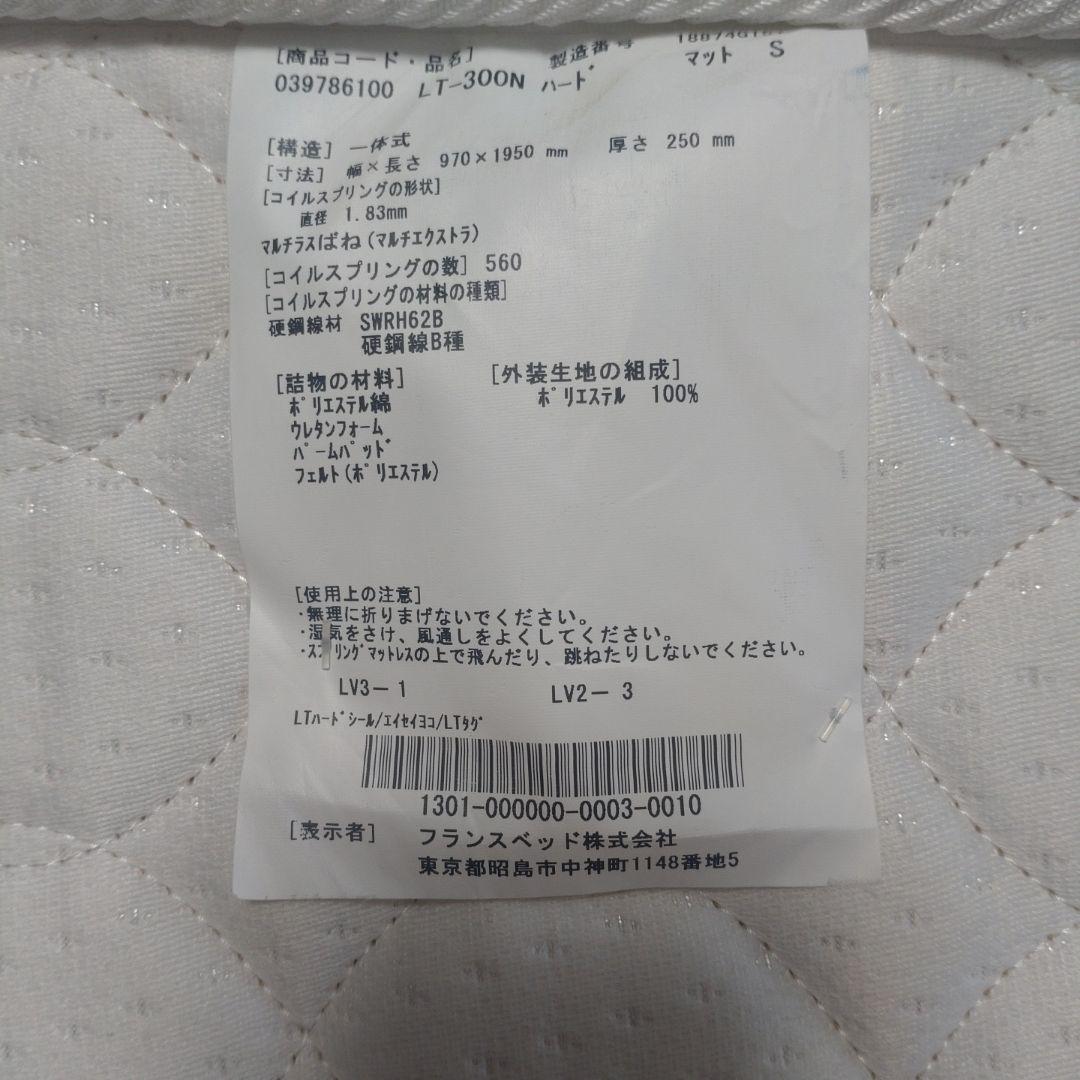 [商品コード・品名] 製造番号
039786100 LT-300N ﾊｰﾄﾞ マット S
[構造] 一体式
[寸法] 幅×長さ 970×1950 mm 厚さ 250 mm
[コイルスプリングの形状]
直径 1.83mm
ﾏﾙﾁﾗｽばね(ﾏﾙﾁｴｸｽﾄﾗ)
[コイルスプリングの数] 560
[コイルスプリングの材料の種類]
硬鋼線材 SWRH62B
硬鋼線B種
[詰物の材料] [外装生地の組成]
ﾎﾟﾘｴｽﾃﾙ綿 ﾎﾟﾘｴｽﾃﾙ 100%
ｳﾚﾀﾝﾌｫｰﾑ
ﾊﾟｰﾑﾊﾟｯﾄﾞ
ﾌｪﾙﾄ(ﾎﾟﾘｴｽﾃﾙ)
[使用上の注意]
・無理に折りまげないでください。
・湿気をさけ、風通しをよくしてください。
・ｽﾌﾟﾘﾝｸﾞﾏｯﾄﾚｽの上で飛んだり、跳ねたりしないでください。
LV3- 1 LV2- 3
LTﾊｰﾄﾞｼｰﾙ/ｴｲｾｲﾖｺ/LTﾀｸﾞ
1301-000000-0003-0010
[表示者] フランスベッド株式会社
東京都昭島市中神町1148番地5